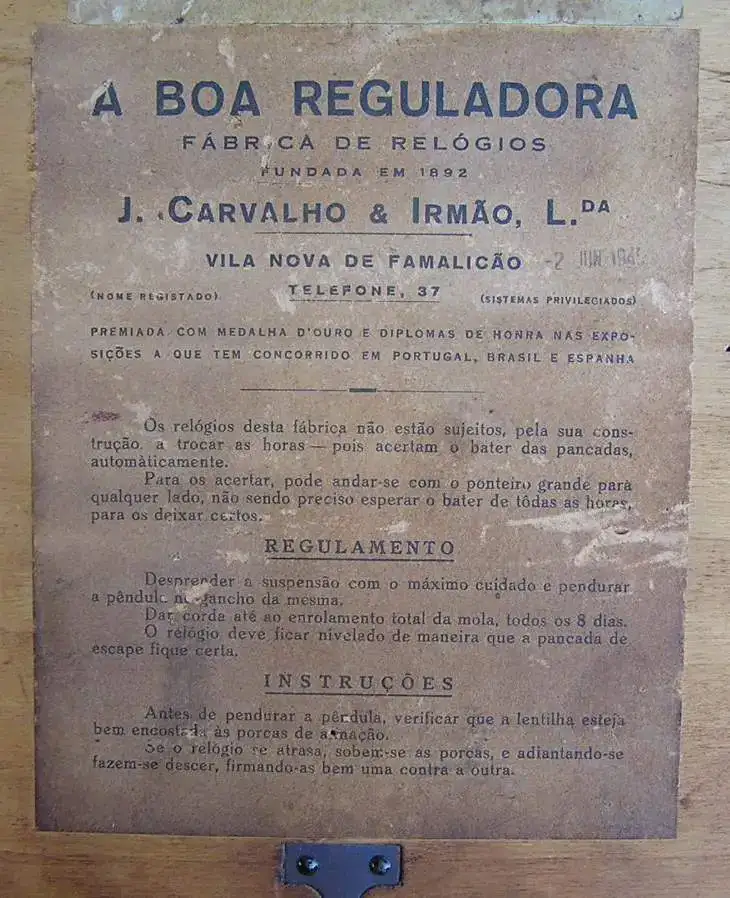 A BOA REGULADORA
FÁBRICA DE RELÓGIOS
FUNDADA EM 1892
J. CARVALHO & IRMÃO, L.DA
VILA NOVA DE FAMALICÃO
-2 JUN
TELEFONE, 37
(NOME REGISTADO)
(SISTEMAS PRIVILEGIADOS)
PREMIADA COM MEDALHA D'OURO E DIPLOMAS DE HONRA NAS EXPO-
SIÇÕES A QUE TEM CONCORRIDO EM PORTUGAL, BRASIL E ESPANHA
Os relógios desta fábrica não estão sujeitos, pela sua cons-
trução, a trocar as horas — pois acertam o bater das pancadas,
automàticamente.
Para os acertar, pode andar-se com o ponteiro grande para
qualquer lado, não sendo preciso esperar o bater de tôdas as horas,
para os deixar certos.
REGULAMENTO
Desprender a suspensão com o máximo cuidado e pendurar
a pêndula no gancho da mesma.
Dar corda até ao enrolamento total da mola, todos os 8 dias.
O relógio deve ficar nivelado de maneira que a pancada de
escape fique certa.
INSTRUÇÕES
Antes de pendurar a pêndula, verificar que a lentilha esteja
bem encostada às porcas de afinação.
Se o relógio se atrasa, sobem-se as porcas, e adiantando-se
fazem-se descer, firmando-as bem uma contra a outra.